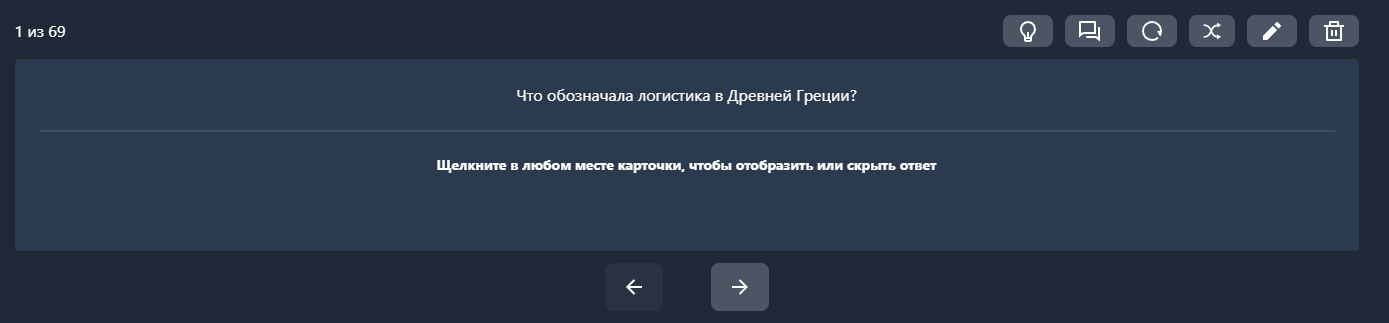 1 из 69
Что обозначала логистика в Древней Греции?
Щелкните в любом месте карточки, чтобы отобразить или скрыть ответ